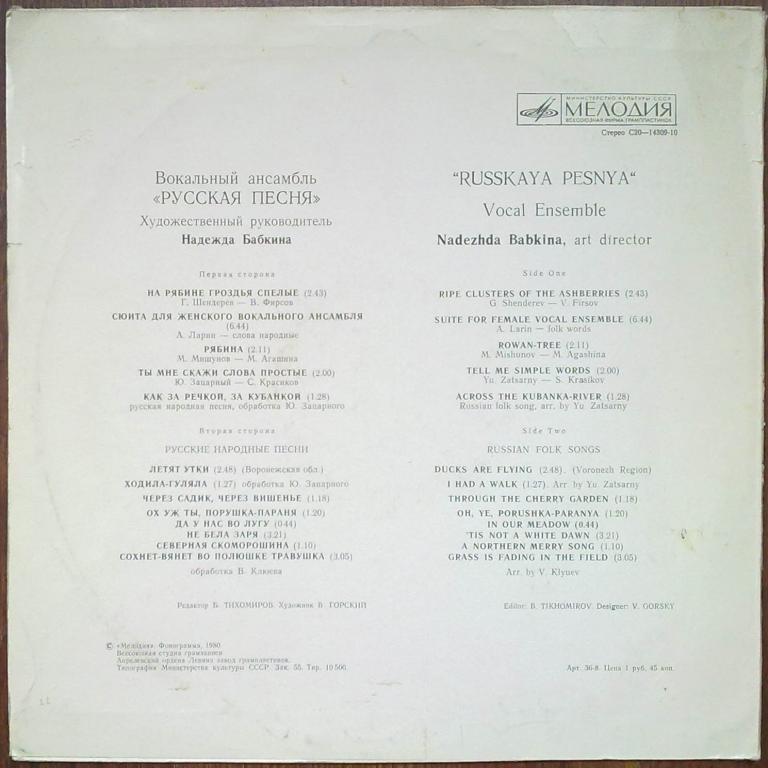 МИНИСТЕРСТВО КУЛЬТУРЫ СССР
МЕЛОДИЯ
ВСЕСОЮЗНАЯ ФИРМА ГРАМПЛАСТИНОК
Стерео С20—14309-10
Вокальный ансамбль
«РУССКАЯ ПЕСНЯ»
Художественный руководитель
Надежда Бабкина
Первая сторона
НА РЯБИНЕ ГРОЗДЬЯ СПЕЛЫЕ (2.43)
Г. Шендерев — В. Фирсов
СЮИТА ДЛЯ ЖЕНСКОГО ВОКАЛЬНОГО АНСАМБЛЯ
(6.44)
А. Ларин — слова народные
РЯБИНА (2.11)
М. Мишунов — М. Агашина
ТЫ МНЕ СКАЖИ СЛОВА ПРОСТЫЕ (2.00)
Ю. Зацарный — С. Красиков
КАК ЗА РЕЧКОЙ, ЗА КУБАНКОЙ (1.28)
русская народная песня, обработка Ю. Зацарного
Вторая сторона
РУССКИЕ НАРОДНЫЕ ПЕСНИ
ЛЕТЯТ УТКИ (2.48) (Воронежская обл.)
ХОДИЛА-ГУЛЯЛА (1.27) обработка Ю. Зацарного
ЧЕРЕЗ САДИК, ЧЕРЕЗ ВИШЕНЬЕ (1.18)
ОХ УЖ ТЫ, ПОРУШКА-ПАРАНЯ (1.20)
ДА У НАС ВО ЛУГУ (0.44)
НЕ БЕЛА ЗАРЯ (3.21)
СЕВЕРНАЯ СКОМОРОШИНА (1.10)
СОХНЕТ-ВЯНЕТ ВО ПОЛЮШКЕ ТРАВУШКА (3.05)
обработка В. Клюева
Редактор Б. ТИХОМИРОВ. Художник В. ГОРСКИЙ
© «Мелодия». Фонограмма, 1980
Всесоюзная студия грамзаписи
Апрелевский ордена Ленина завод грампластинок.
Типография Министерства культуры СССР. Зак. 55. Тир. 10 500.
"RUSSKAYA PESNYA"
Vocal Ensemble
Nadezhda Babkina, art director
Side One
RIPE CLUSTERS OF THE ASHBERRIES (2.43)
G. Shenderev — V. Firsov
SUITE FOR FEMALE VOCAL ENSEMBLE (6.44)
A. Larin — folk words
ROWAN-TREE (2.11)
M. Mishunov — M. Agashina
TELL ME SIMPLE WORDS (2.00)
Yu. Zatsarny — S. Krasikov
ACROSS THE KUBANKA-RIVER (1.28)
Russian folk song, arr. by Yu Zatsarny
Side Two
RUSSIAN FOLK SONGS
DUCKS ARE FLYING (2.48). (Voronezh Region)
I HAD A WALK (1.27). Arr by Yu Zatsarny
THROUGH THE CHERRY GARDEN (1.18)
OH, YE, PORUSHKA-PARANYA (1.20)
IN OUR MEADOW (0.44)
'TIS NOT A WHITE DAWN (3.21)
A NORTHERN MERRY SONG (1.10)
GRASS IS FADING IN THE FIELD (3.05)
Arr. by V. Klyuev
Editor: B. TIKHOMIROV. Designer: V. GORSKY
Арт. 36-8. Цена 1 руб. 45 коп.